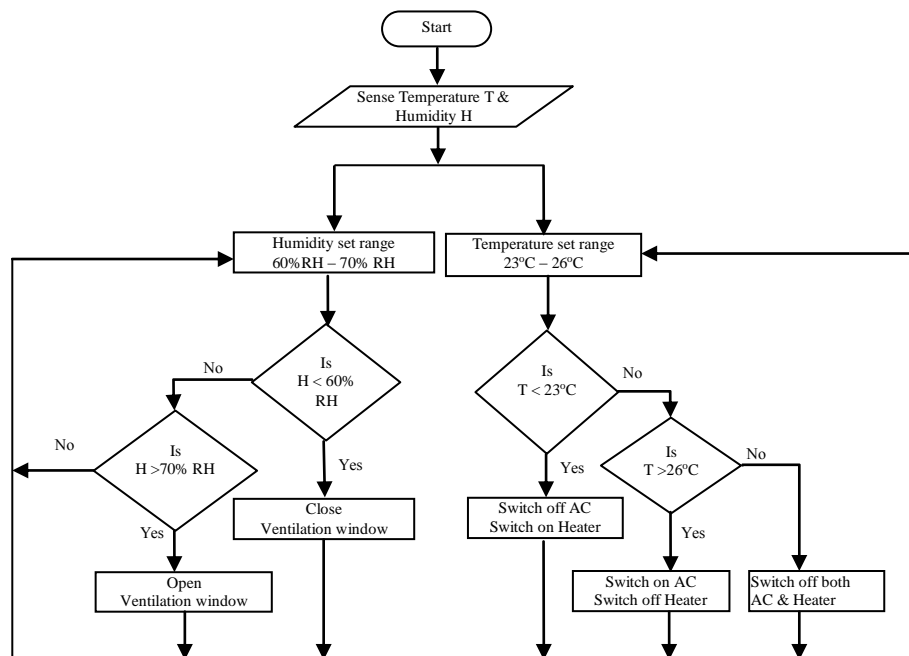 Start
Sense Temperature T &
Humidity H
Humidity set range
60%RH – 70% RH
Temperature set range
23ºC – 26ºC
Is
H < 60%
RH
No
Yes
Is
H >70% RH
No
Yes
Close
Ventilation window
Open
Ventilation window
Is
T < 23ºC
No
Yes
Is
T >26ºC
No
Yes
Switch off AC
Switch on Heater
Switch on AC
Switch off Heater
Switch off both
AC & Heater